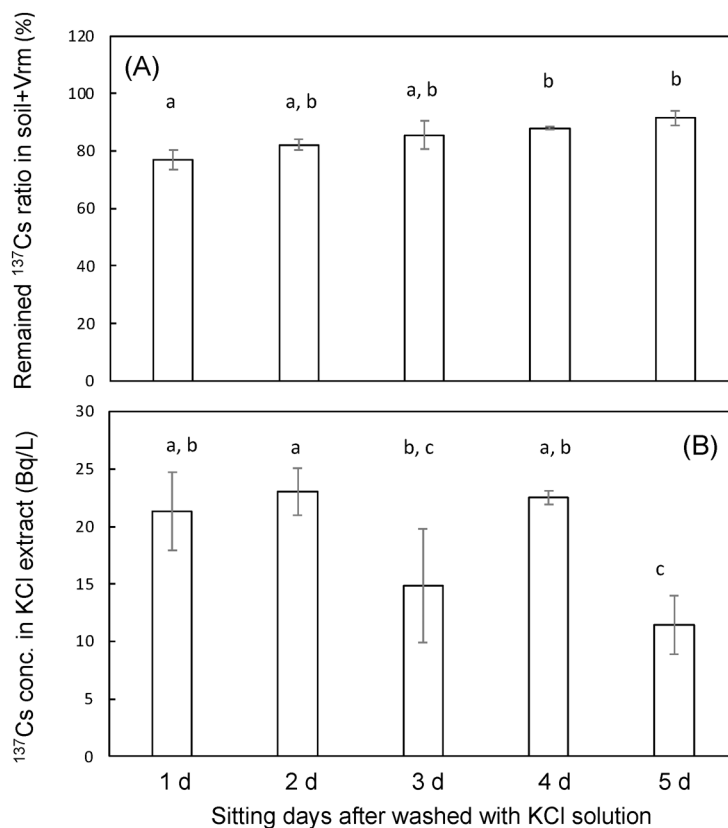 Remained ¹³⁷Cs ratio in soil+Vrm (%)
120
100
80
60
40
20
0
(A)
a
a, b
a, b
b
b
¹³⁷Cs conc. in KCl extract (Bq/L)
30
25
20
15
10
5
0
(B)
a, b
a
b, c
a, b
c
1 d
2 d
3 d
4 d
5 d
Sitting days after washed with KCl solution